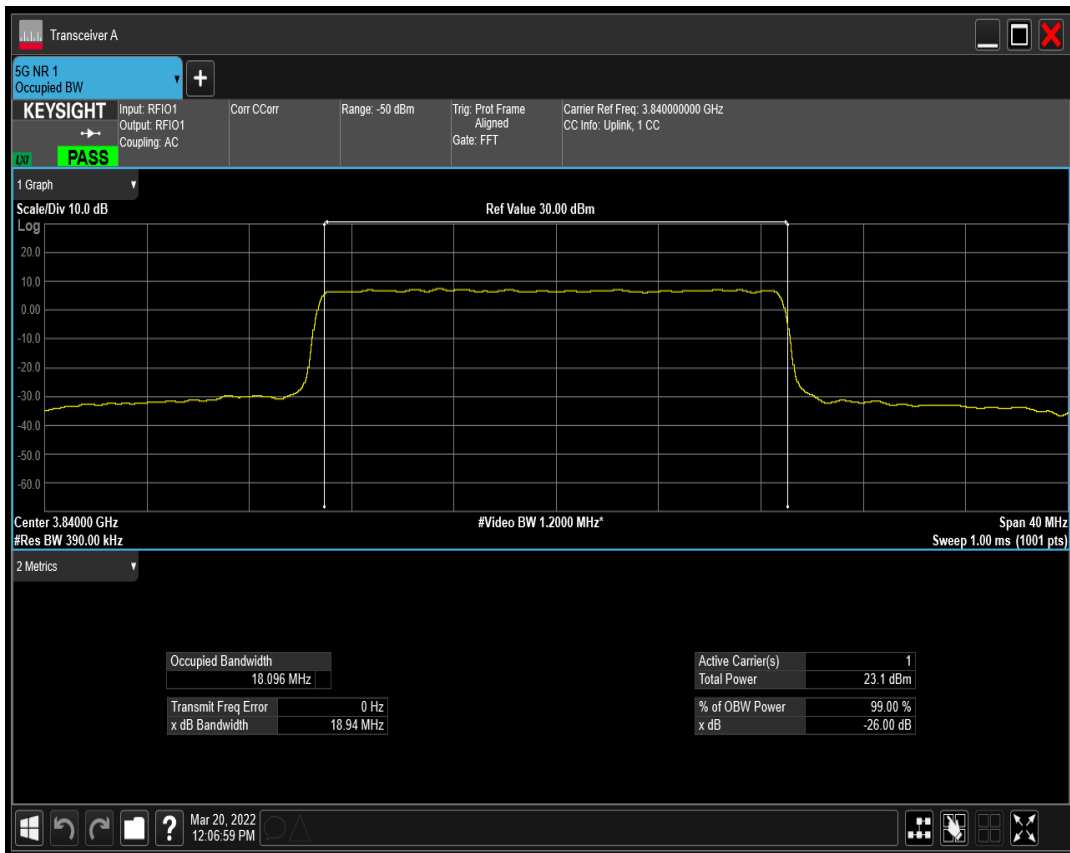 Transceiver A
5G NR 1
Occupied BW
KEYSIGHT
LXI
PASS
Input: RFIO1
Output: RFIO1
Coupling: AC
Corr CCorr
Range: -50 dBm
Trig: Prot Frame
Aligned
Gate: FFT
Carrier Ref Freq: 3.840000000 GHz
CC Info: Uplink, 1 CC
1 Graph
Scale/Div 10.0 dB
Ref Value 30.00 dBm
Log
20.0
10.0
0.00
-10.0
-20.0
-30.0
-40.0
-50.0
-60.0
Center 3.84000 GHz
#Video BW 1.2000 MHz*
Span 40 MHz
#Res BW 390.00 kHz
Sweep 1.00 ms (1001 pts)
2 Metrics
Occupied Bandwidth
18.096 MHz
Transmit Freq Error 0 Hz
x dB Bandwidth 18.94 MHz
Active Carrier(s) 1
Total Power 23.1 dBm
% of OBW Power 99.00 %
x dB -26.00 dB
?
Mar 20, 2022
12:06:59 PM